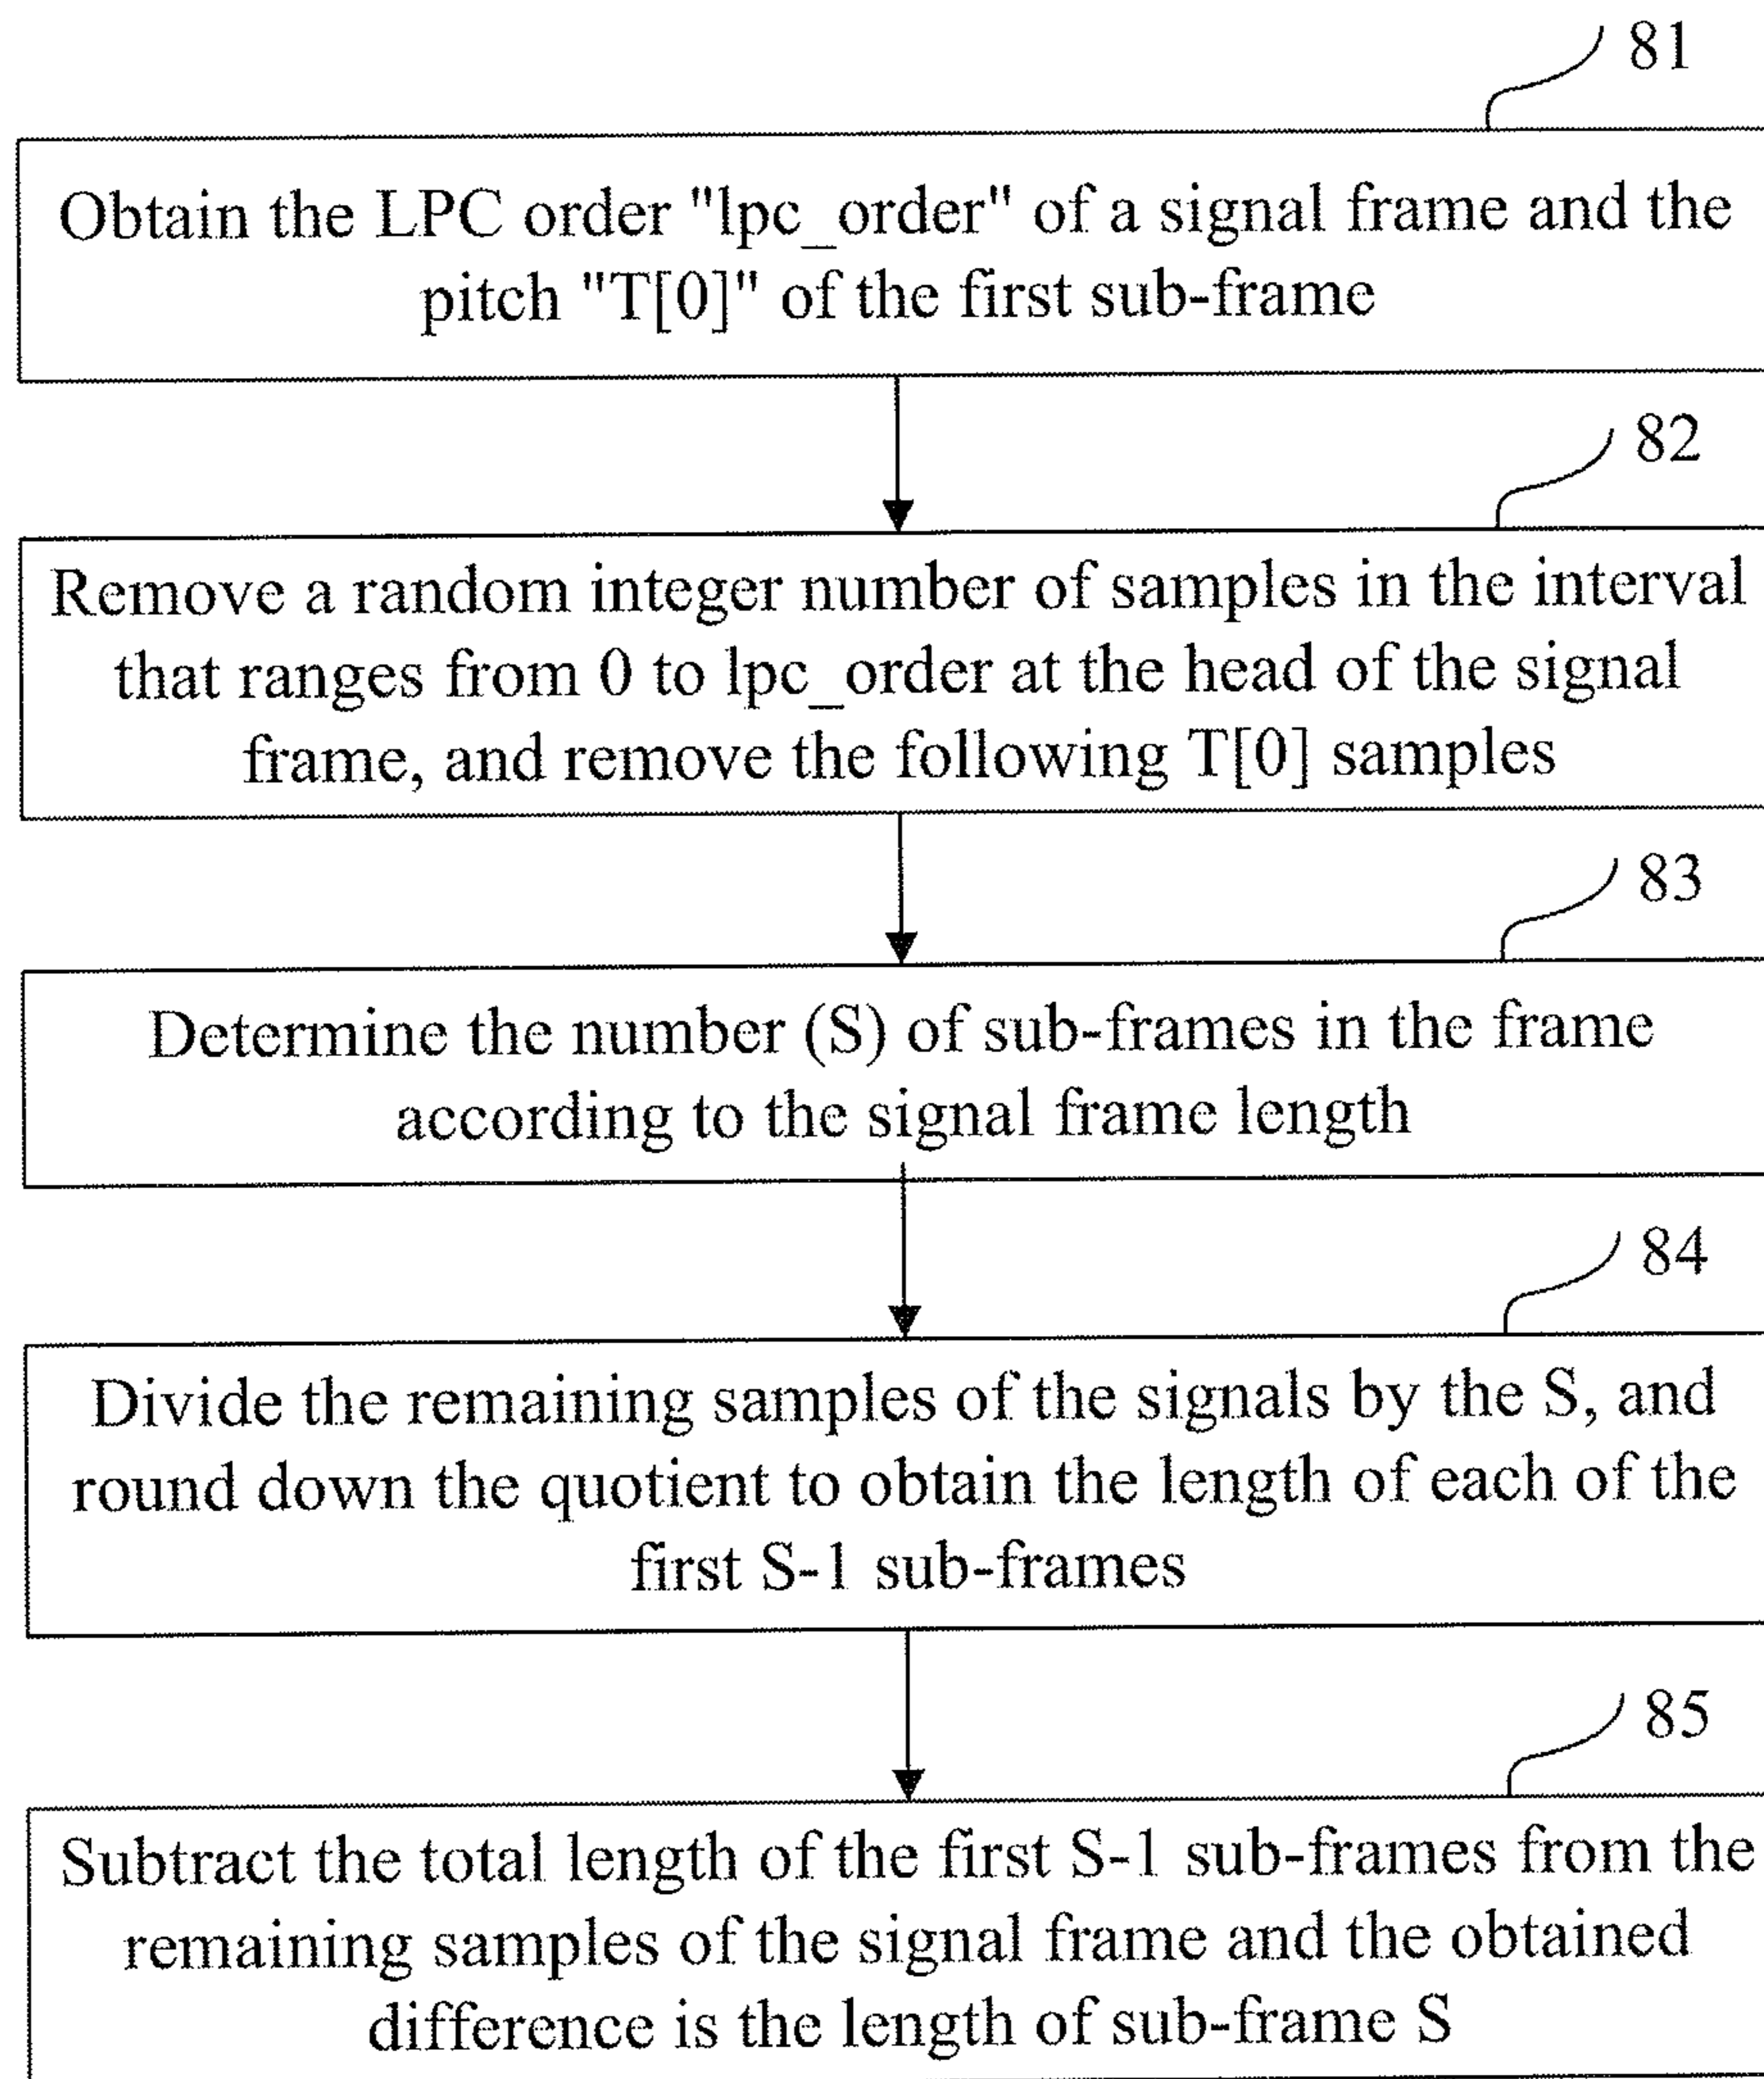 81
Obtain the LPC order "lpc_order" of a signal frame and the
pitch "T[0]" of the first sub-frame
82
Remove a random integer number of samples in the interval
that ranges from 0 to lpc_order at the head of the signal
frame, and remove the following T[0] samples
83
Determine the number (S) of sub-frames in the frame
according to the signal frame length
84
Divide the remaining samples of the signals by the S, and
round down the quotient to obtain the length of each of the
first S-1 sub-frames
85
Subtract the total length of the first S-1 sub-frames from the
remaining samples of the signal frame and the obtained
difference is the length of sub-frame S